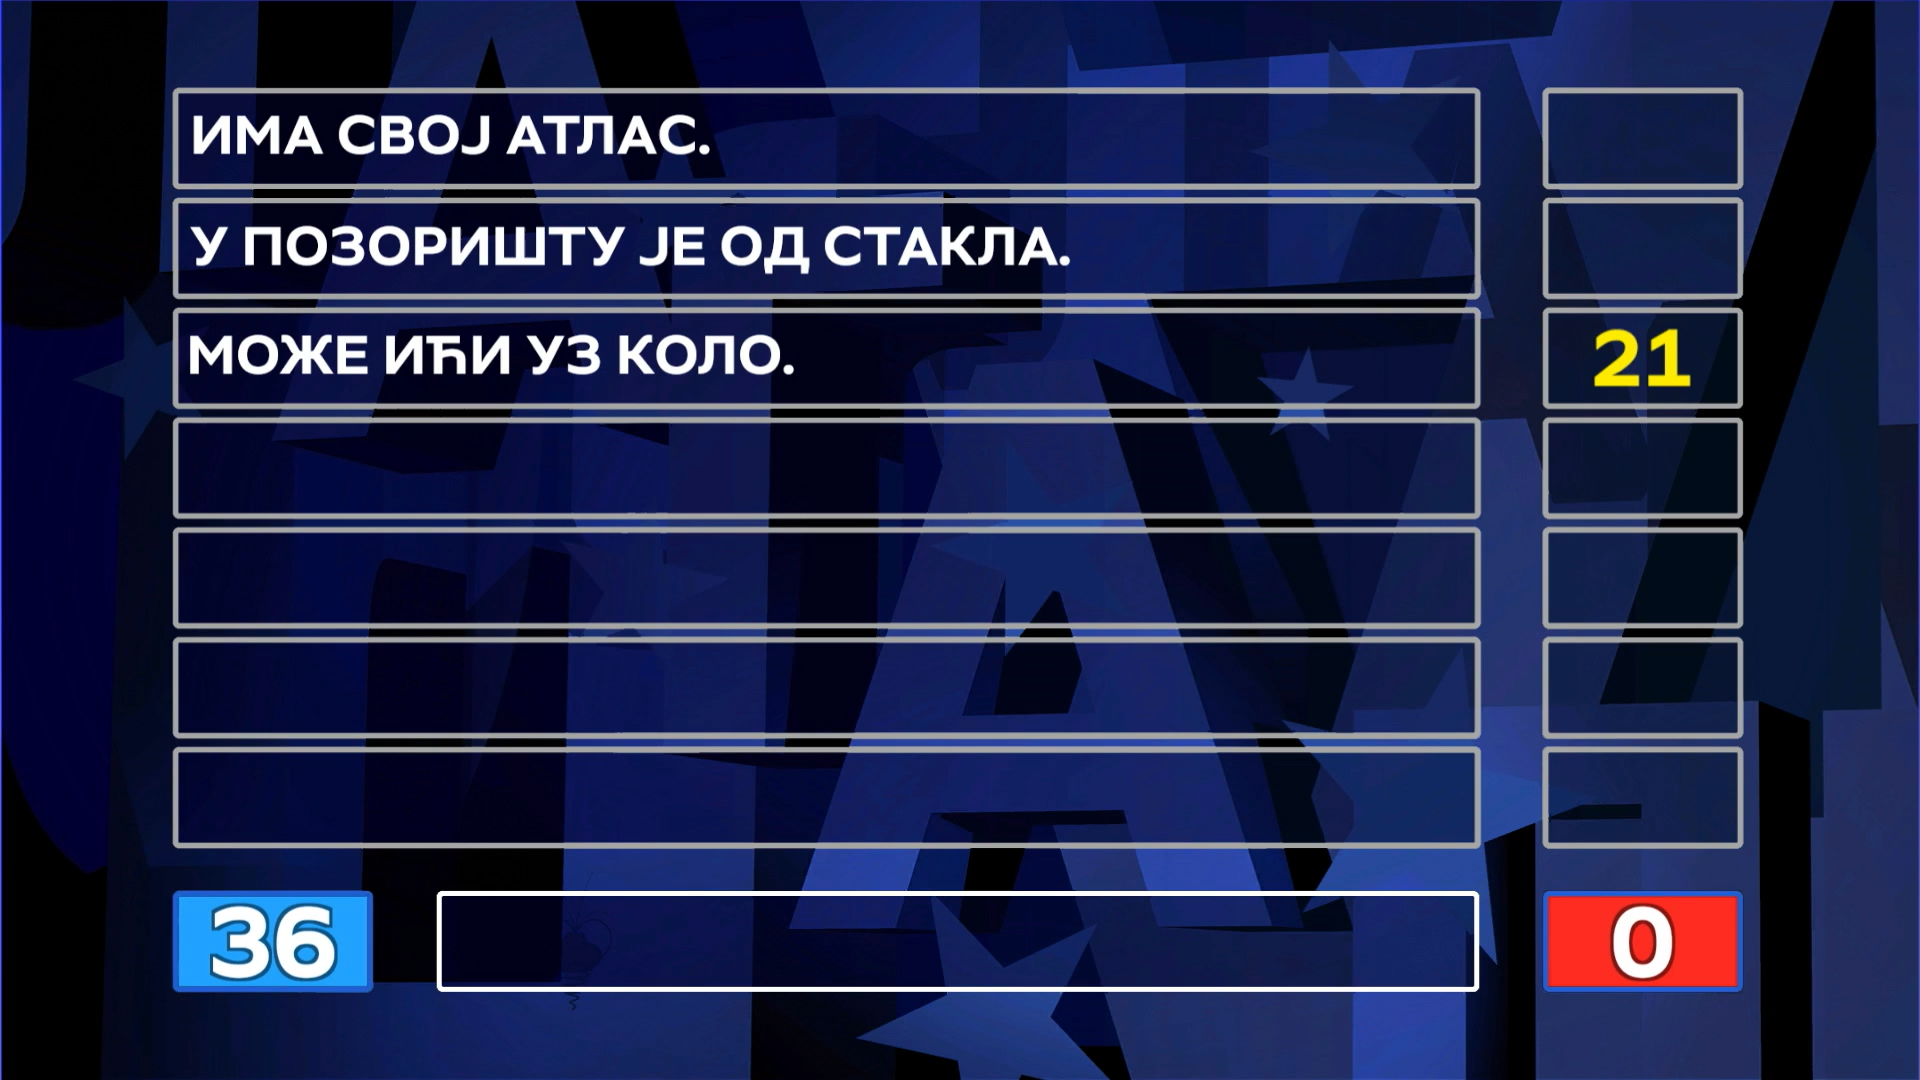 ИМА СВОЈ АТЛАС.
У ПОЗОРИШТУ ЈЕ ОД СТАКЛА.
МОЖЕ ИЋИ УЗ КОЛО.
21
36
0